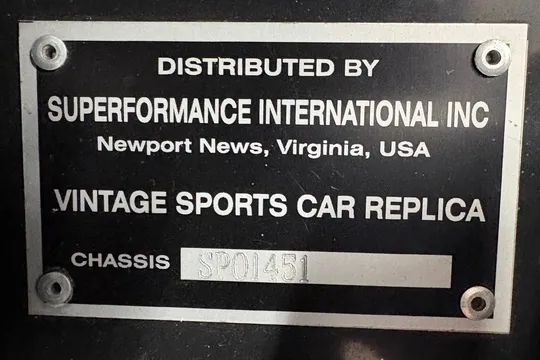 DISTRIBUTED BY
SUPERFORMANCE INTERNATIONAL INC
Newport News, Virginia, USA
VINTAGE SPORTS CAR REPLICA
CHASSIS SP01451